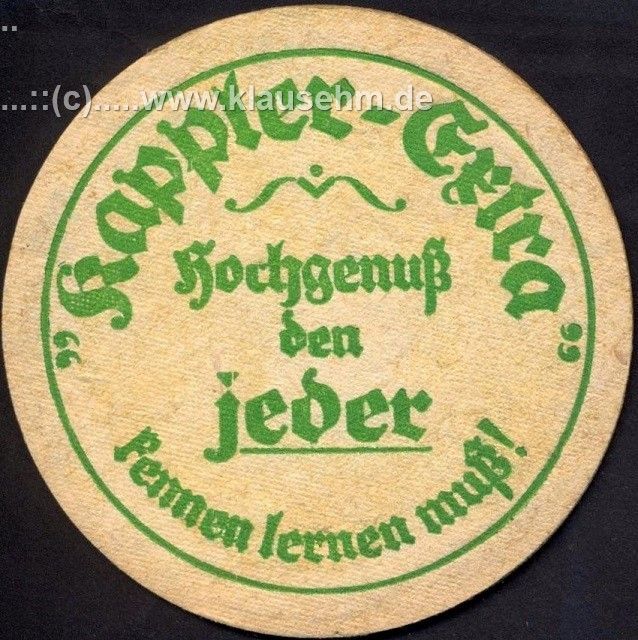 ...::(c).....www.klausehm.de
„Kappler-Extra"
Hochgenuß
den
jeder
kennen lernen muß!